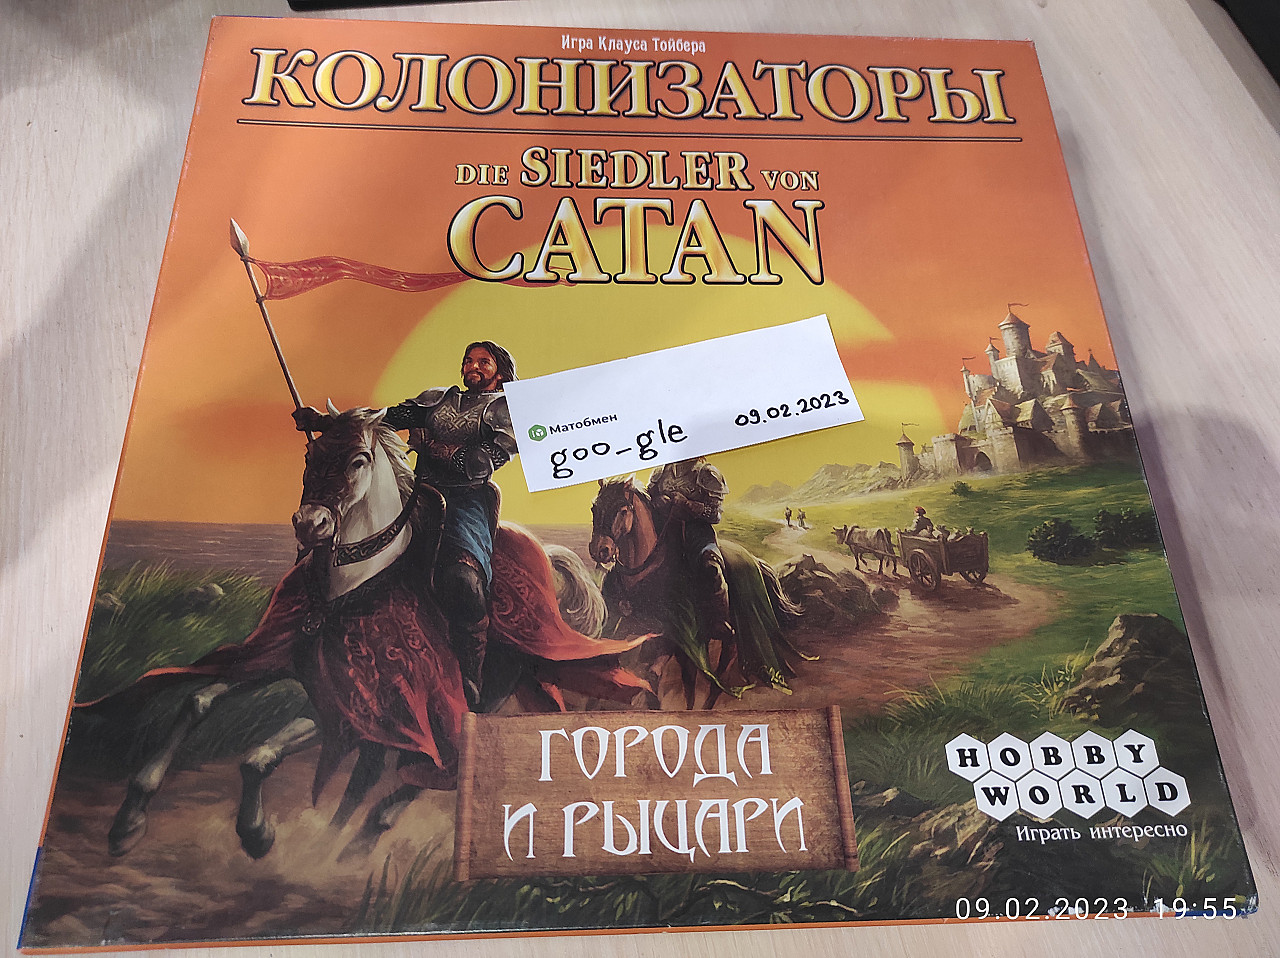 Игра Клауса Тойбера
КОЛОНИЗАТОРЫ
DIE SIEDLER VON
CATAN
Матобмен
goo_gle 09.02.2023
ГОРОДА
И РЫЦАРИ
HOBBY
WORLD
Играть интересно
09.02.2023 19:55